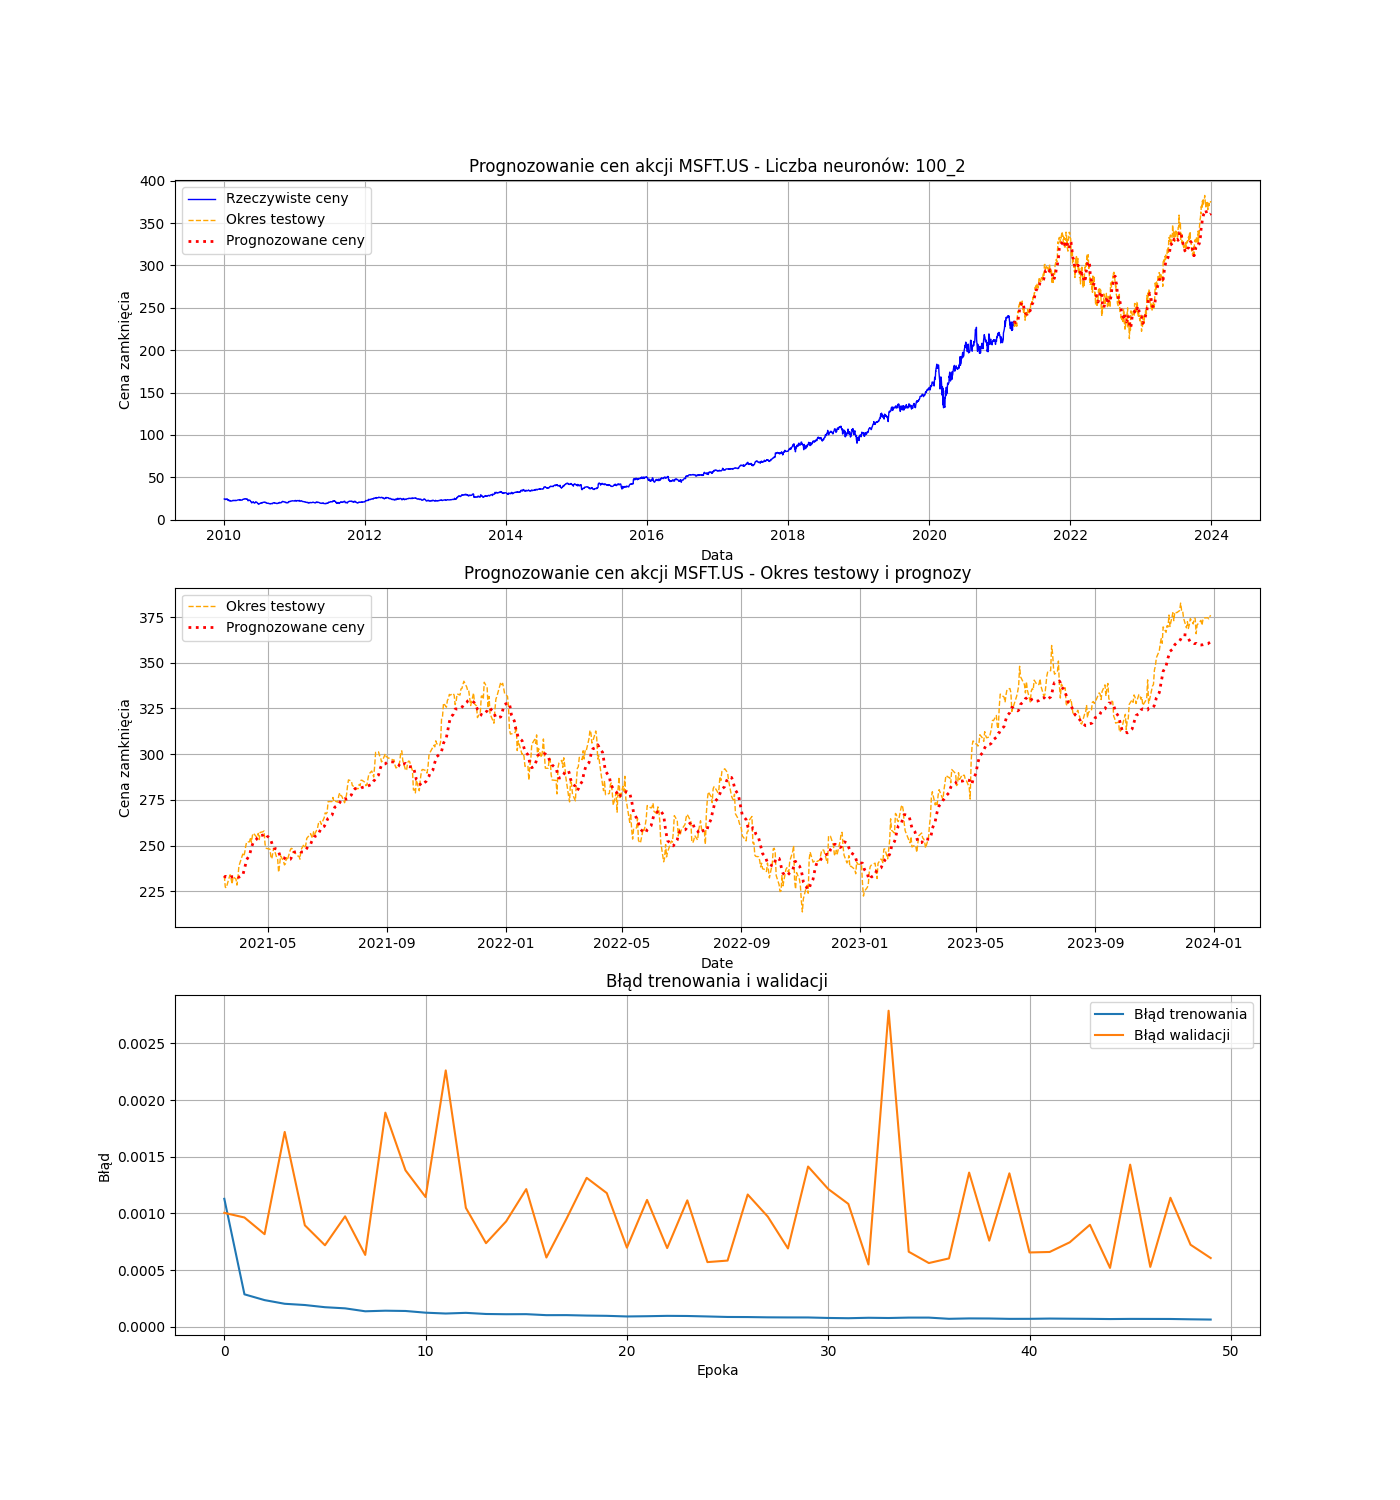 Prognozowanie cen akcji MSFT.US - Liczba neuronów: 100_2
400
350
300
250
200
150
100
50
0
Cena zamknięcia
Rzeczywiste ceny
Okres testowy
Prognozowane ceny
2010 2012 2014 2016 2018 2020 2022 2024
Data
Prognozowanie cen akcji MSFT.US - Okres testowy i prognozy
375
350
325
300
275
250
225
Cena zamknięcia
Okres testowy
Prognozowane ceny
2021-05 2021-09 2022-01 2022-05 2022-09 2023-01 2023-05 2023-09 2024-01
Date
Błąd trenowania i walidacji
0.0025
0.0020
0.0015
0.0010
0.0005
0.0000
Błąd
Błąd trenowania
Błąd walidacji
0 10 20 30 40 50
Epoka